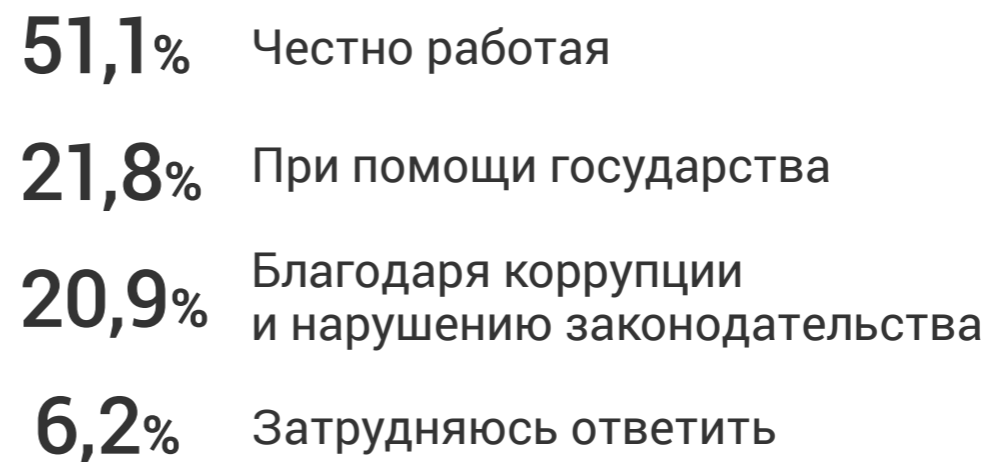 51,1% Честно работая
21,8% При помощи государства
20,9% Благодаря коррупции
и нарушению законодательства
6,2% Затрудняюсь ответить